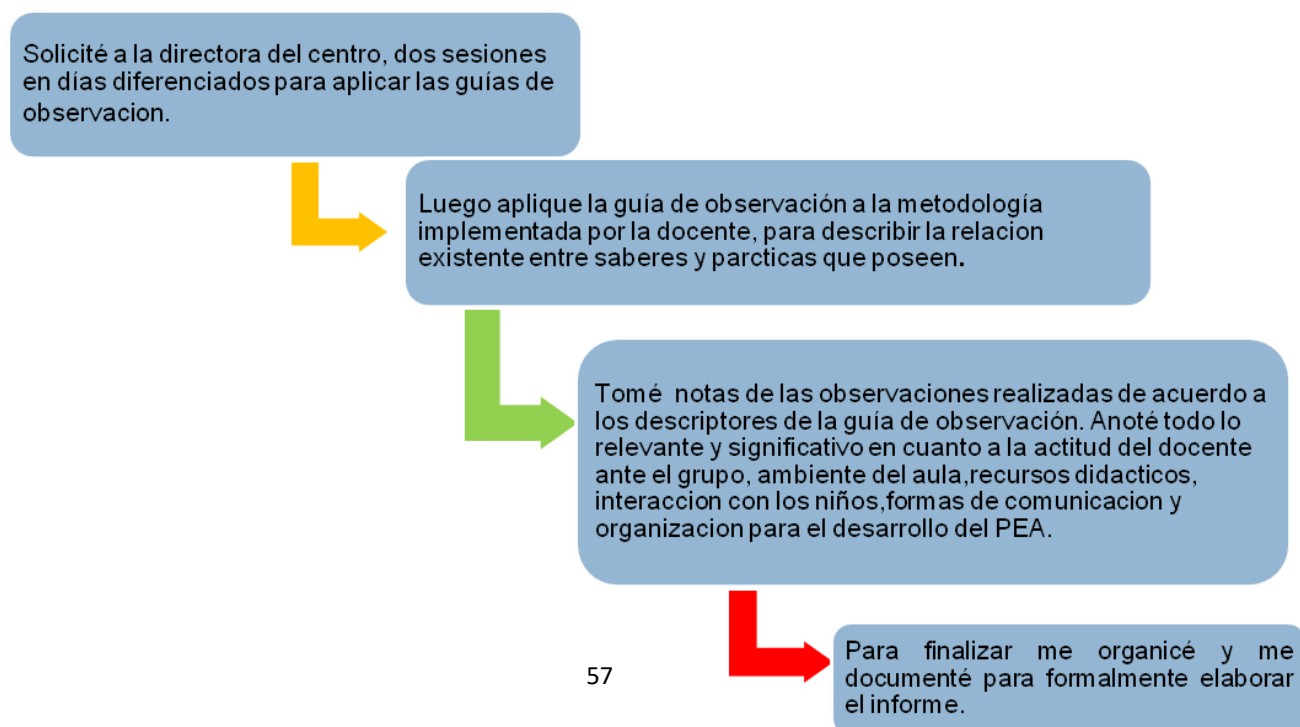 Solicité a la directora del centro, dos sesiones
en días diferenciados para aplicar las guías de
observacion.
Luego aplique la guía de observación a la metodología
implementada por la docente, para describir la relacion
existente entre saberes y parcticas que poseen.
Tomé notas de las observaciones realizadas de acuerdo a
los descriptores de la guía de observación. Anoté todo lo
relevante y significativo en cuanto a la actitud del docente
ante el grupo, ambiente del aula,recursos didacticos,
interaccion con los niños,formas de comunicacion y
organizacion para el desarrollo del PEA.
Para finalizar me organicé y me
documenté para formalmente elaborar
el informe.
57